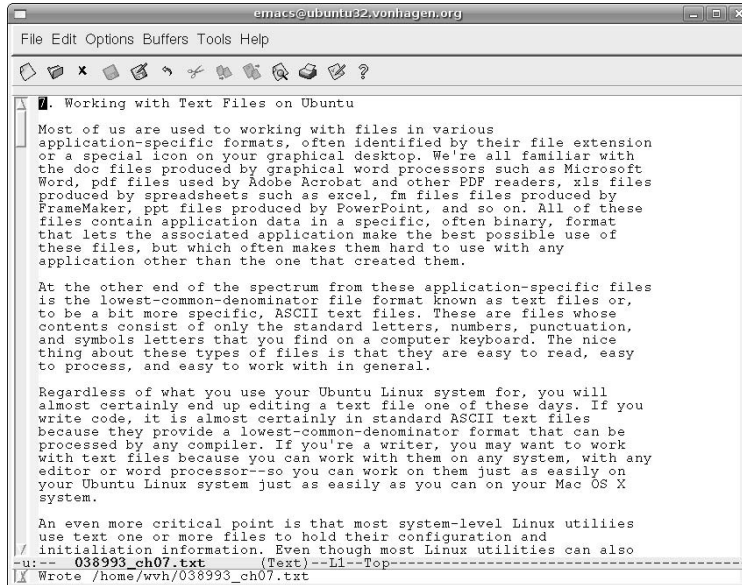 emacs@ubuntu32.vonhagen.org
File Edit Options Buffers Tools Help
7. Working with Text Files on Ubuntu
Most of us are used to working with files in various
application-specific formats, often identified by their file extension
or a special icon on your graphical desktop. We're all familiar with
the doc files produced by graphical word processors such as Microsoft
Word, pdf files used by Adobe Acrobat and other PDF readers, xls files
produced by spreadsheets such as excel, fm files files produced by
FrameMaker, ppt files produced by PowerPoint, and so on. All of these
files contain application data in a specific, often binary, format
that lets the associated application make the best possible use of
these files, but which often makes them hard to use with any
application other than the one that created them.
At the other end of the spectrum from these application-specific files
is the lowest-common-denominator file format known as text files or,
to be a bit more specific, ASCII text files. These are files whose
contents consist of only the standard letters, numbers, punctuation,
and symbols letters that you find on a computer keyboard. The nice
thing about these types of files is that they are easy to read, easy
to process, and easy to work with in general.
Regardless of what you use your Ubuntu Linux system for, you will
almost certainly end up editing a text file one of these days. If you
write code, it is almost certainly in standard ASCII text files
because they provide a lowest-common-denominator format that can be
processed by any compiler. If you're a writer, you may want to work
with text files because you can work with them on any system, with any
editor or word processor--so you can work on them just as easily on
your Ubuntu Linux system just as easily as you can on your Mac OS X
system.
An even more critical point is that most system-level Linux utiliies
use text one or more files to hold their configuration and
initialiation information. Even though most Linux utilities can also
-u:-- 038993_ch07.txt (Text)--L1--Top----------------------------------
Wrote /home/wvh/038993_ch07.txt